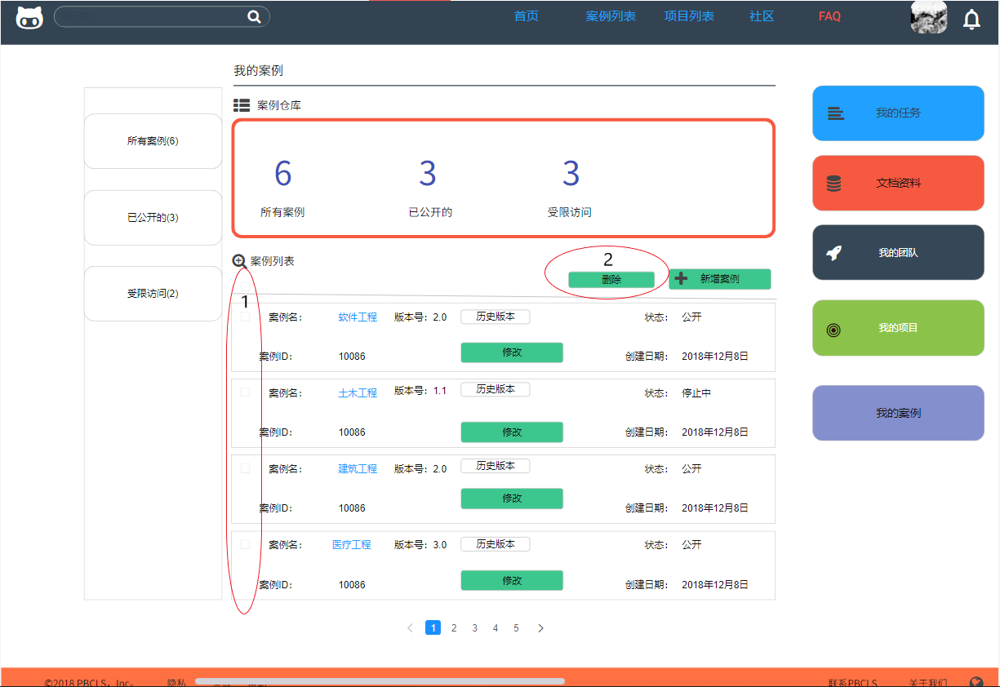 首页 案例列表 项目列表 社区 FAQ
我的案例
案例仓库
所有案例(6)
已公开的(3)
受限访问(2)
6 3 3
所有案例 已公开的 受限访问
案例列表
2
删除 新增案例
1
案例名： 软件工程 版本号：2.0 历史版本 状态： 公开
案例ID： 10086 修改 创建日期： 2018年12月8日
案例名： 土木工程 版本号：1.1 历史版本 状态： 停止中
案例ID： 10086 修改 创建日期： 2018年12月8日
案例名： 建筑工程 版本号：2.0 历史版本 状态： 公开
案例ID： 10086 修改 创建日期： 2018年12月8日
案例名： 医疗工程 版本号：3.0 历史版本 状态： 公开
案例ID： 10086 修改 创建日期： 2018年12月8日
1 2 3 4 5
我的任务
文档资料
我的团队
我的项目
我的案例
©2018 PBCLS，Inc。 隐私 联系PBCLS 关于我们